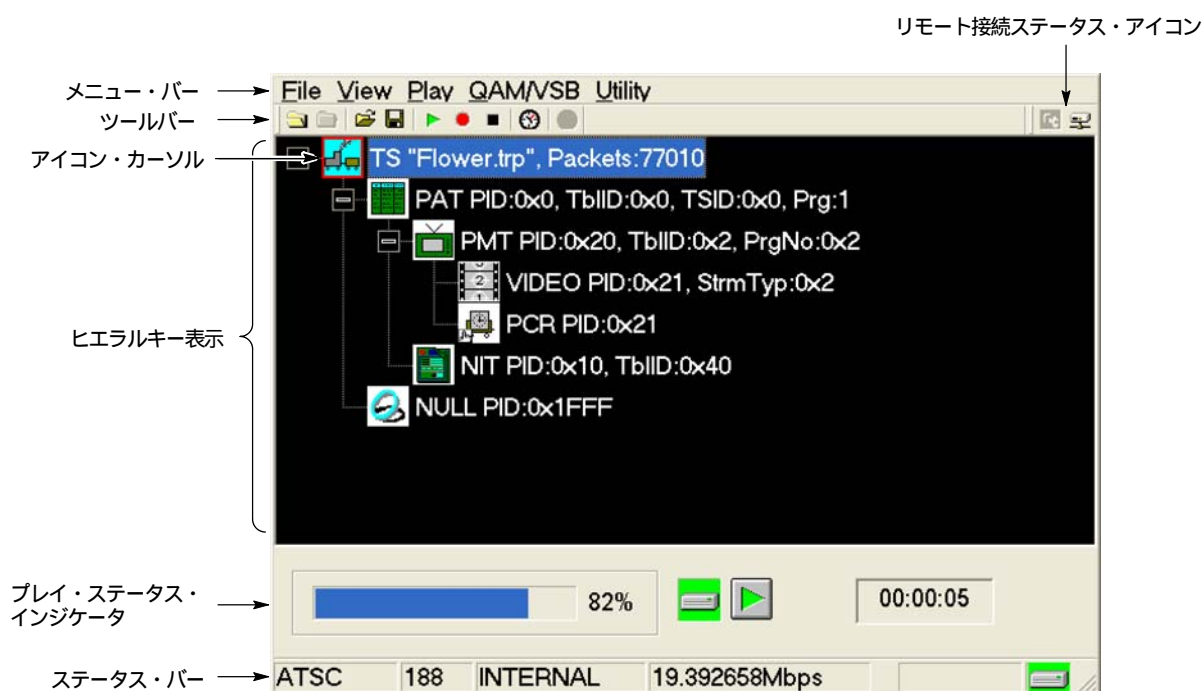 リモート接続ステータス・アイコン
メニュー・バー
File View Play QAM/VSB Utility
ツールバー
アイコン・カーソル
TS "Flower.trp", Packets:77010
PAT PID:0x0, TblID:0x0, TSID:0x0, Prg:1
PMT PID:0x20, TblID:0x2, PrgNo:0x2
VIDEO PID:0x21, StrmTyp:0x2
PCR PID:0x21
ヒエラルキー表示
NIT PID:0x10, TblID:0x40
NULL PID:0x1FFF
プレイ・ステータス・
インジケータ
82%
00:00:05
ステータス・バー
ATSC 188 INTERNAL 19.392658Mbps